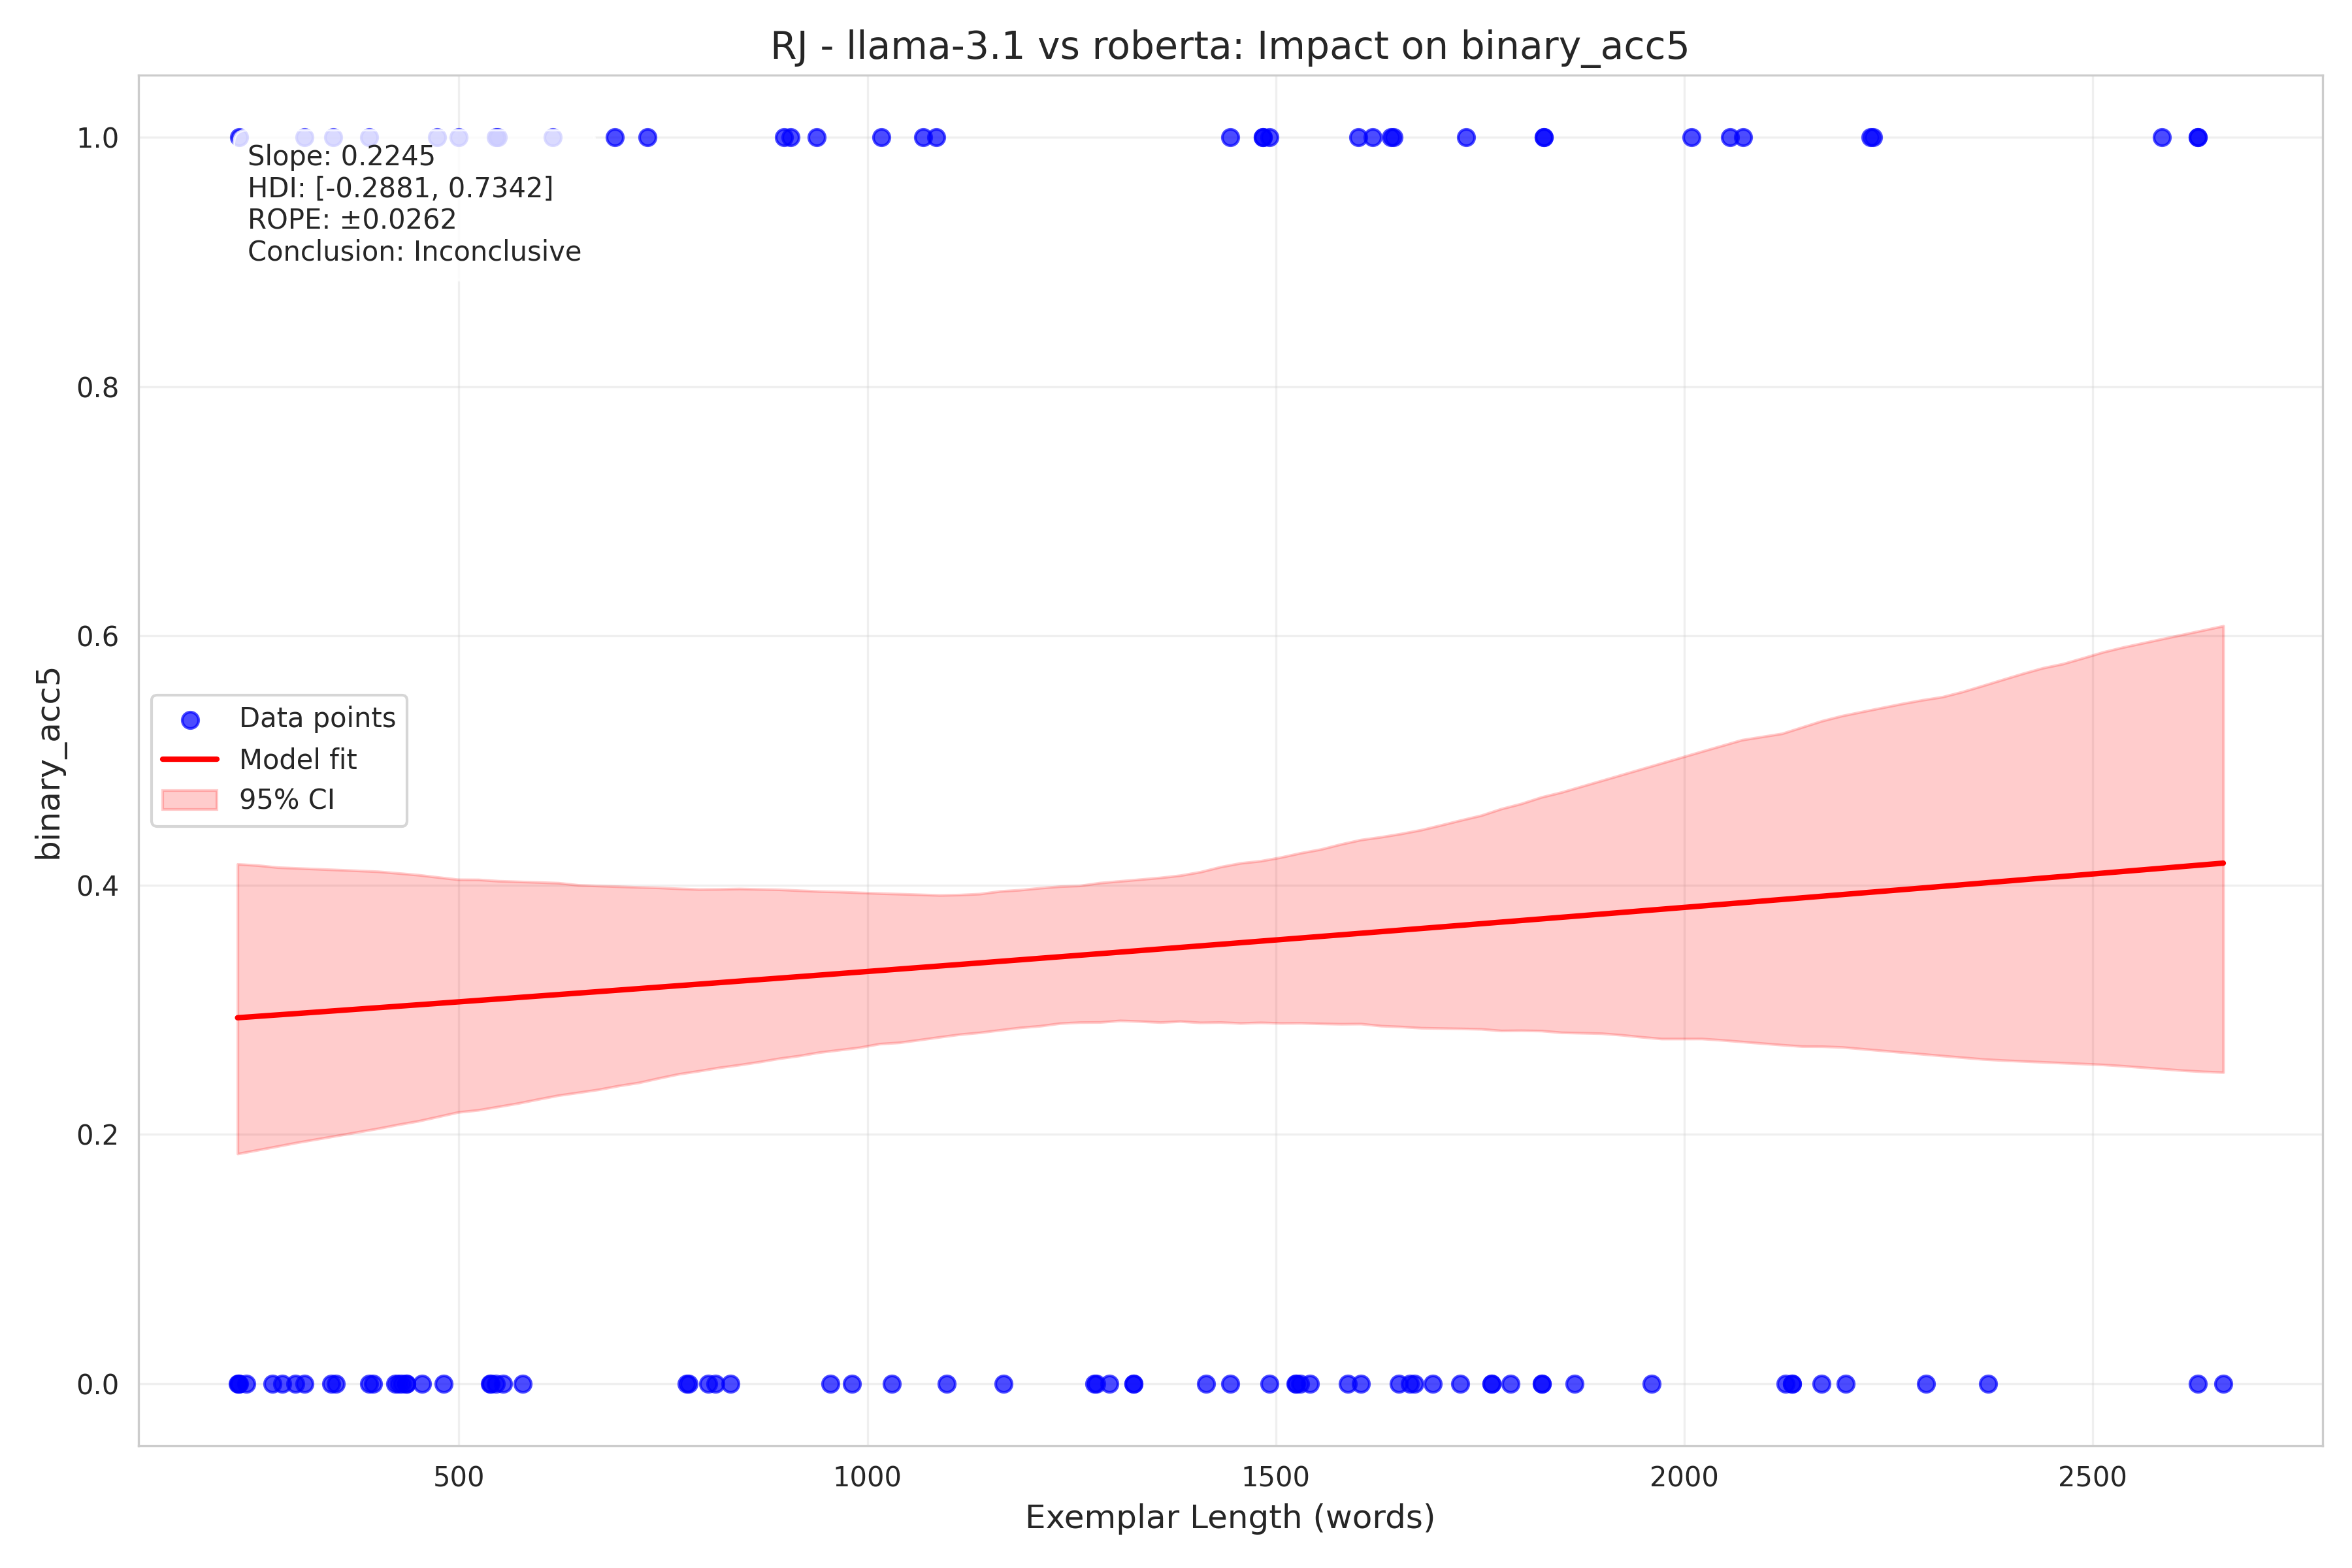 RJ - llama-3.1 vs roberta: Impact on binary_acc5
1.0
0.8
0.6
0.4
0.2
0.0
binary_acc5
Slope: 0.2245
HDI: [-0.2881, 0.7342]
ROPE: ±0.0262
Conclusion: Inconclusive
Data points
Model fit
95% CI
500 1000 1500 2000 2500
Exemplar Length (words)